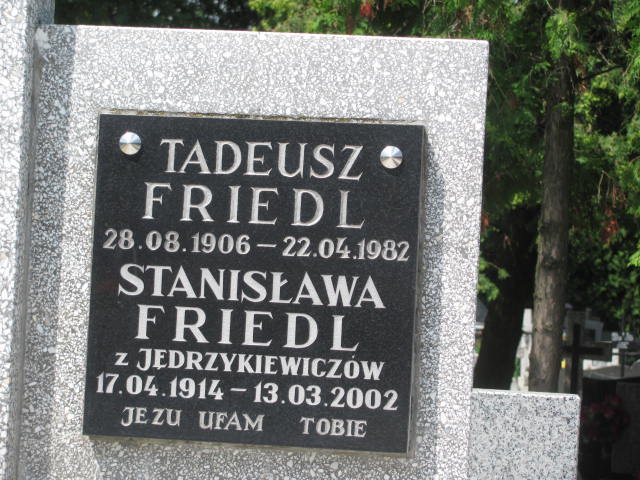 TADEUSZ
FRIEDL
28.08.1906 – 22.04.1982
STANISŁAWA
FRIEDL
z JĘDRZYKIEWICZÓW
17.04.1914 – 13.03.2002
JEZU UFAM TOBIE